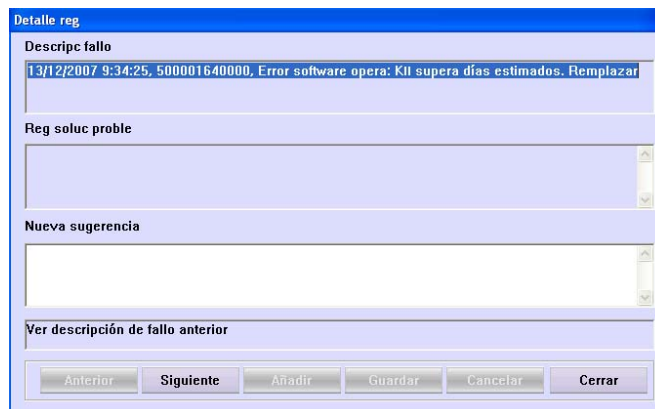 Detalle reg
Descripc fallo
13/12/2007 9:34:25, 500001640000, Error software opera: KII supera días estimados. Remplazar
Reg soluc proble
Nueva sugerencia
Ver descripción de fallo anterior
Anterior Siguiente Añadir Guardar Cancelar Cerrar